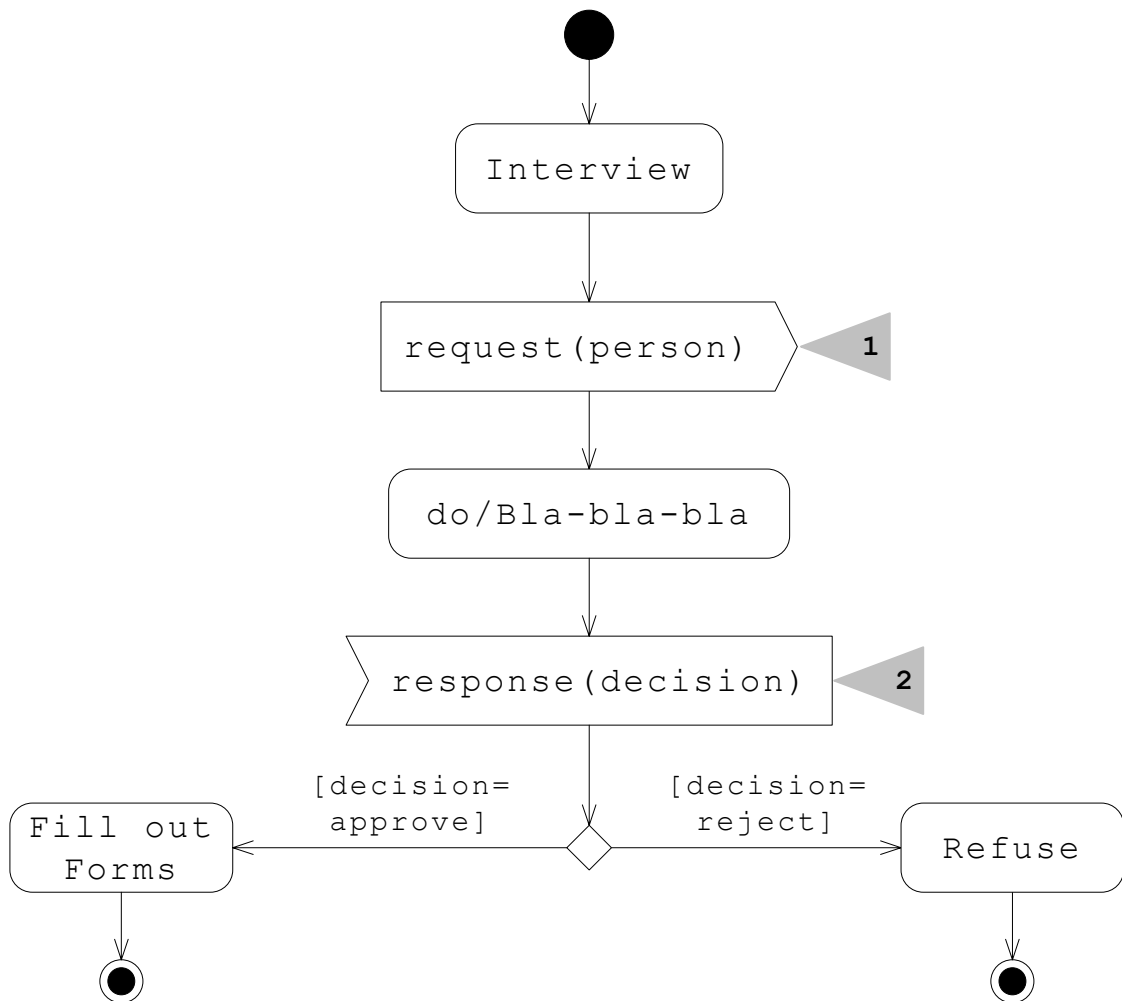 Interview
request(person)
1
do/Bla-bla-bla
response(decision)
2
[decision=
approve]
[decision=
reject]
Fill out
Forms
Refuse